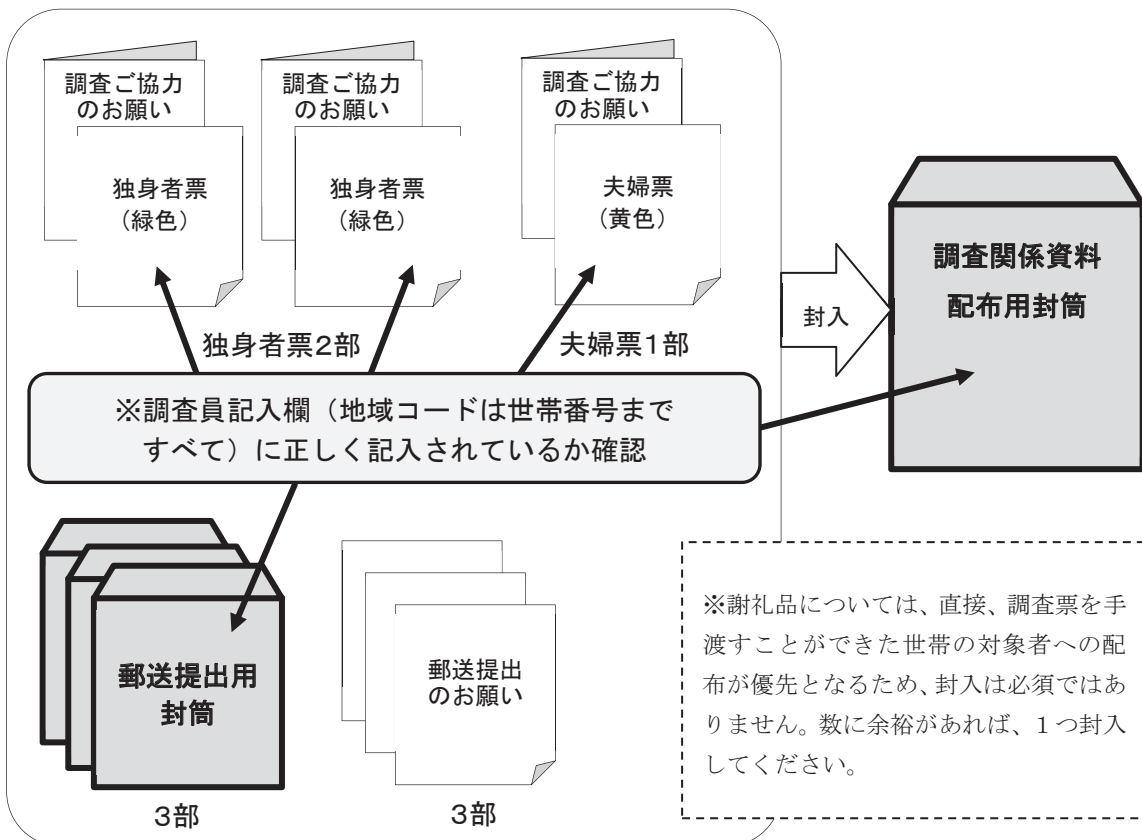 調査ご協力
のお願い
独身者票
（緑色）
調査ご協力
のお願い
独身者票
（緑色）
調査ご協力
のお願い
夫婦票
（黄色）
独身者票2部
夫婦票1部
封入
調査関係資料
配布用封筒
※調査員記入欄（地域コードは世帯番号まで
すべて）に正しく記入されているか確認
郵送提出用
封筒
3部
郵送提出
のお願い
3部
※謝礼品については、直接、調査票を手
渡すことができた世帯の対象者への配
布が優先となるため、封入は必須ではあ
りません。数に余裕があれば、１つ封入
してください。